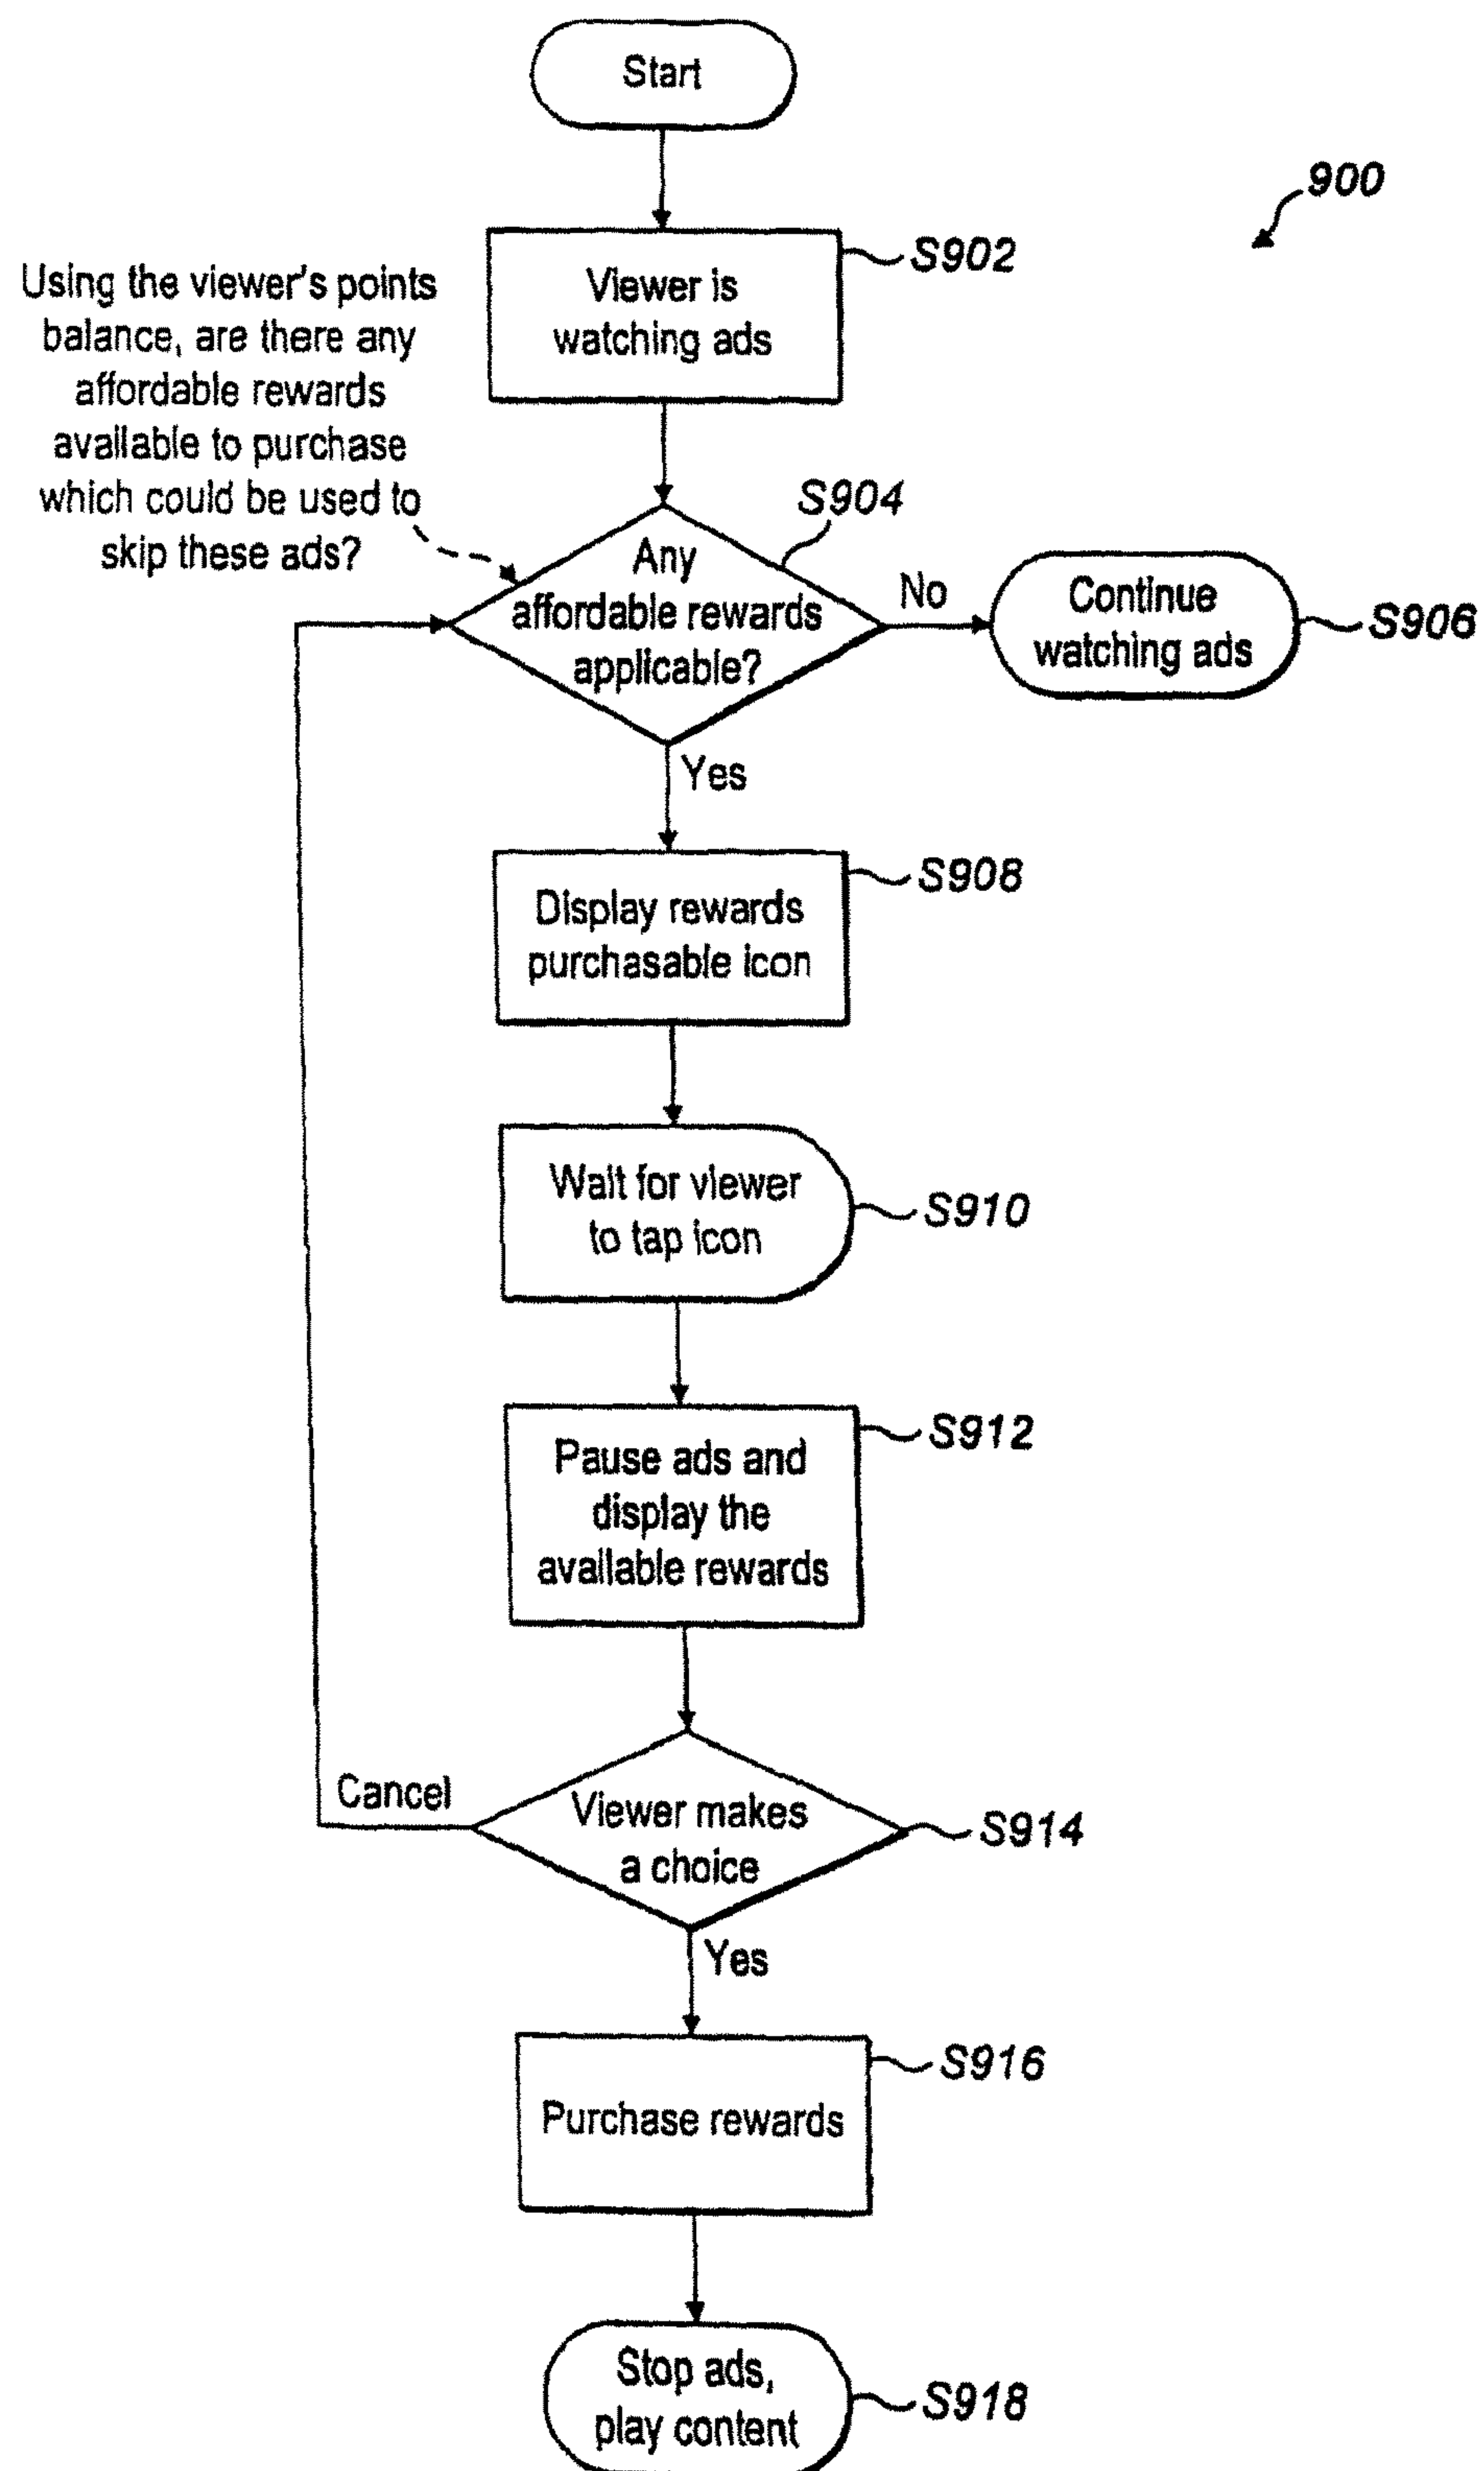 Start
900
S902
Viewer is
watching ads
Using the viewer's points
balance, are there any
affordable rewards
available to purchase
which could be used to
skip these ads?
S904
Any
affordable rewards
applicable?
No
Continue
watching ads
S906
Yes
S908
Display rewards
purchasable icon
Wait for viewer
to tap icon
S910
S912
Pause ads and
display the
available rewards
Cancel
Viewer makes
a choice
S914
Yes
S916
Purchase rewards
Stop ads,
play content
S918